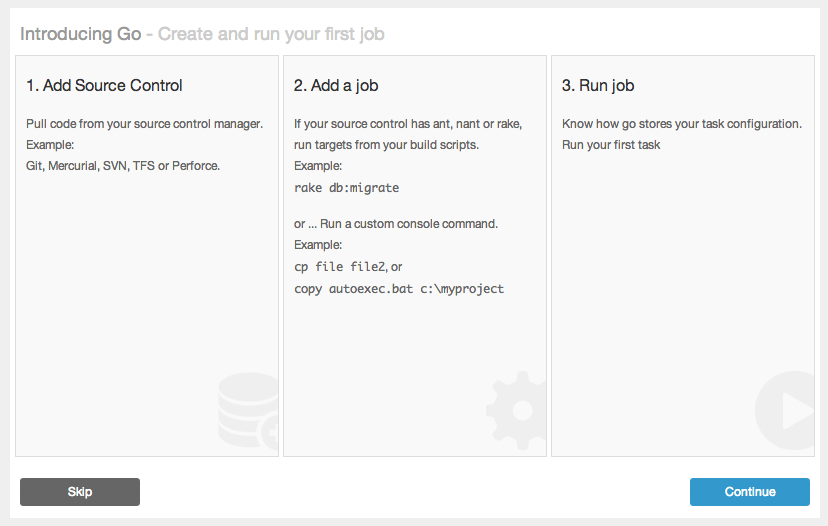 Introducing Go - Create and run your first job
1. Add Source Control
Pull code from your source control manager.
Example:
Git, Mercurial, SVN, TFS or Perforce.
2. Add a job
If your source control has ant, nant or rake,
run targets from your build scripts.
Example:
rake db:migrate
or ... Run a custom console command.
Example:
cp file file2, or
copy autoexec.bat c:\myproject
3. Run job
Know how go stores your task configuration.
Run your first task
Skip
Continue